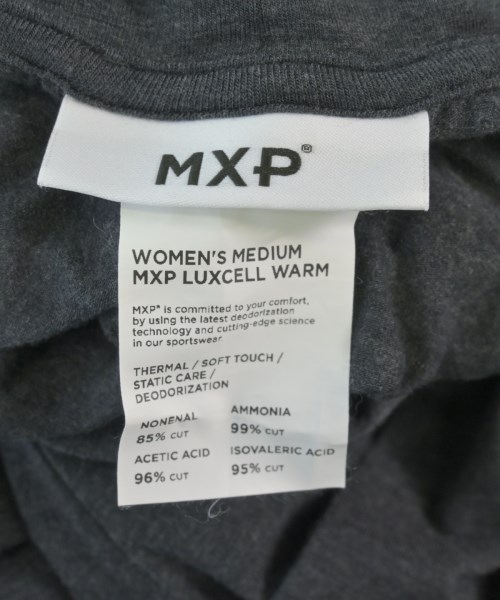 MXP®
WOMEN'S MEDIUM
MXP LUXCELL WARM
MXP® is committed to your comfort,
by using the latest deodorization
technology and cutting-edge science
in our sportswear.
THERMAL / SOFT TOUCH /
STATIC CARE /
DEODORIZATION
NONENAL AMMONIA
85% CUT 99% CUT
ACETIC ACID ISOVALERIC ACID
96% CUT 95% CUT